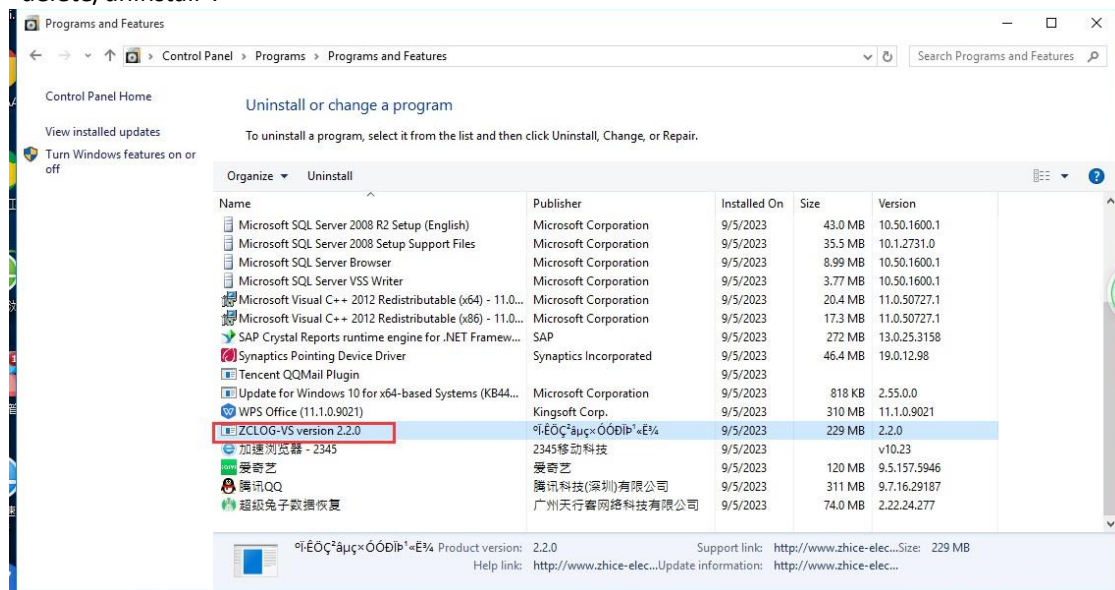 delete, uninstall".
Programs and Features
Control Panel > Programs > Programs and Features
Search Programs and Features
Control Panel Home
View installed updates
Turn Windows features on or off
Uninstall or change a program
To uninstall a program, select it from the list and then click Uninstall, Change, or Repair.
Organize Uninstall
Name Publisher Installed On Size Version
Microsoft SQL Server 2008 R2 Setup (English) Microsoft Corporation 9/5/2023 43.0 MB 10.50.1600.1
Microsoft SQL Server 2008 Setup Support Files Microsoft Corporation 9/5/2023 35.5 MB 10.1.2731.0
Microsoft SQL Server Browser Microsoft Corporation 9/5/2023 8.99 MB 10.50.1600.1
Microsoft SQL Server VSS Writer Microsoft Corporation 9/5/2023 3.77 MB 10.50.1600.1
Microsoft Visual C++ 2012 Redistributable (x64) - 11.0... Microsoft Corporation 9/5/2023 20.4 MB 11.0.50727.1
Microsoft Visual C++ 2012 Redistributable (x86) - 11.0... Microsoft Corporation 9/5/2023 17.3 MB 11.0.50727.1
SAP Crystal Reports runtime engine for .NET Framew... SAP 9/5/2023 272 MB 13.0.25.3158
Synaptics Pointing Device Driver Synaptics Incorporated 9/5/2023 46.4 MB 19.0.12.98
Tencent QQMail Plugin 9/5/2023
Update for Windows 10 for x64-based Systems (KB44... Microsoft Corporation 9/5/2023 818 KB 2.55.0.0
WPS Office (11.1.0.9021) Kingsoft Corp. 9/5/2023 310 MB 11.1.0.9021
ZCLOG-VS version 2.2.0 ºÏ·ÊÖÇ²âµç×ÓÓÐÏÞ¹«Ë¾ 9/5/2023 229 MB 2.2.0
加速浏览器 - 2345 2345移动科技 9/5/2023 v10.23
爱奇艺 爱奇艺 9/5/2023 120 MB 9.5.157.5946
腾讯QQ 腾讯科技(深圳)有限公司 9/5/2023 311 MB 9.7.16.29187
超级兔子数据恢复 广州天行客网络科技有限公司 9/5/2023 74.0 MB 2.22.24.277
ºÏ·ÊÖÇ²âµç×ÓÓÐÏÞ¹«Ë¾ Product version: 2.2.0 Support link: http://www.zhice-elec... Size: 229 MB
Help link: http://www.zhice-elec... Update information: http://www.zhice-elec...